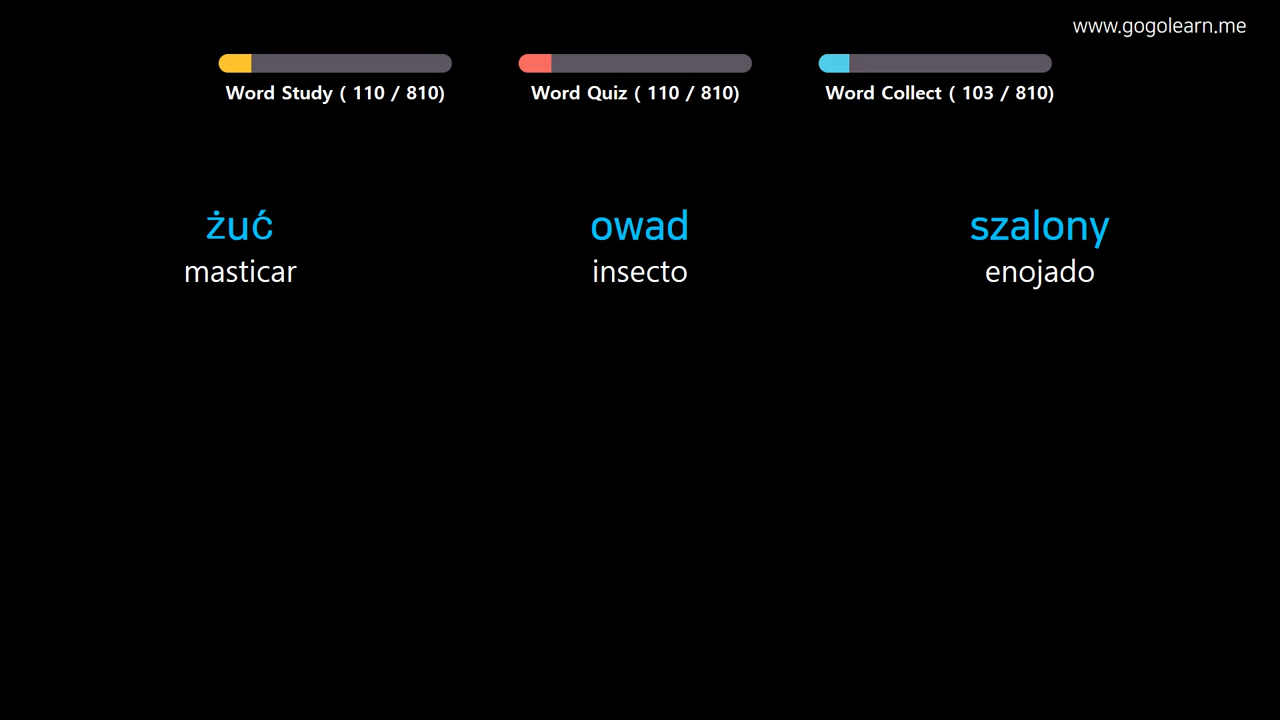 www.gogolearn.me
Word Study ( 110 / 810)
Word Quiz ( 110 / 810)
Word Collect ( 103 / 810)
żuć
masticar
owad
insecto
szalony
enojado